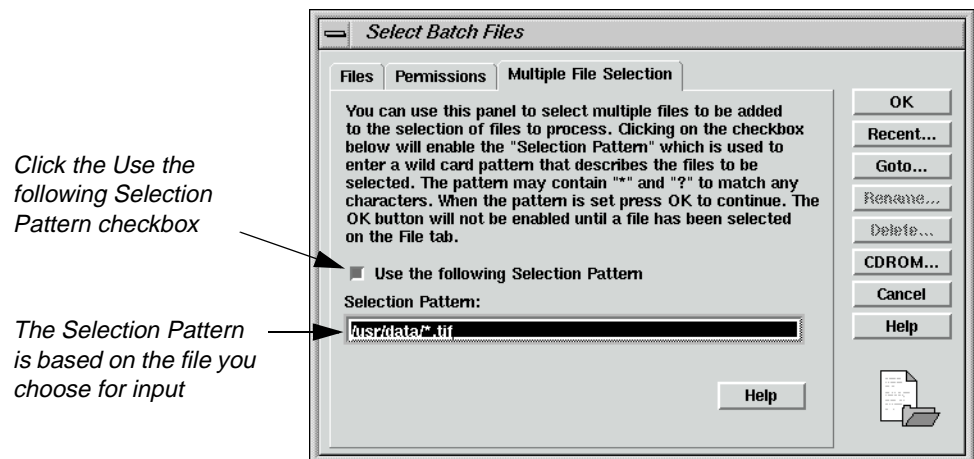 Select Batch Files
Files Permissions Multiple File Selection
You can use this panel to select multiple files to be added
to the selection of files to process. Clicking on the checkbox
below will enable the "Selection Pattern" which is used to
enter a wild card pattern that describes the files to be
selected. The pattern may contain "*" and "?" to match any
characters. When the pattern is set press OK to continue. The
OK button will not be enabled until a file has been selected
on the File tab.
Use the following Selection Pattern
Selection Pattern:
/usr/data/*.tif
Help
OK
Recent...
Goto...
Rename...
Delete...
CDROM...
Cancel
Help
Click the Use the
following Selection
Pattern checkbox
The Selection Pattern
is based on the file you
choose for input